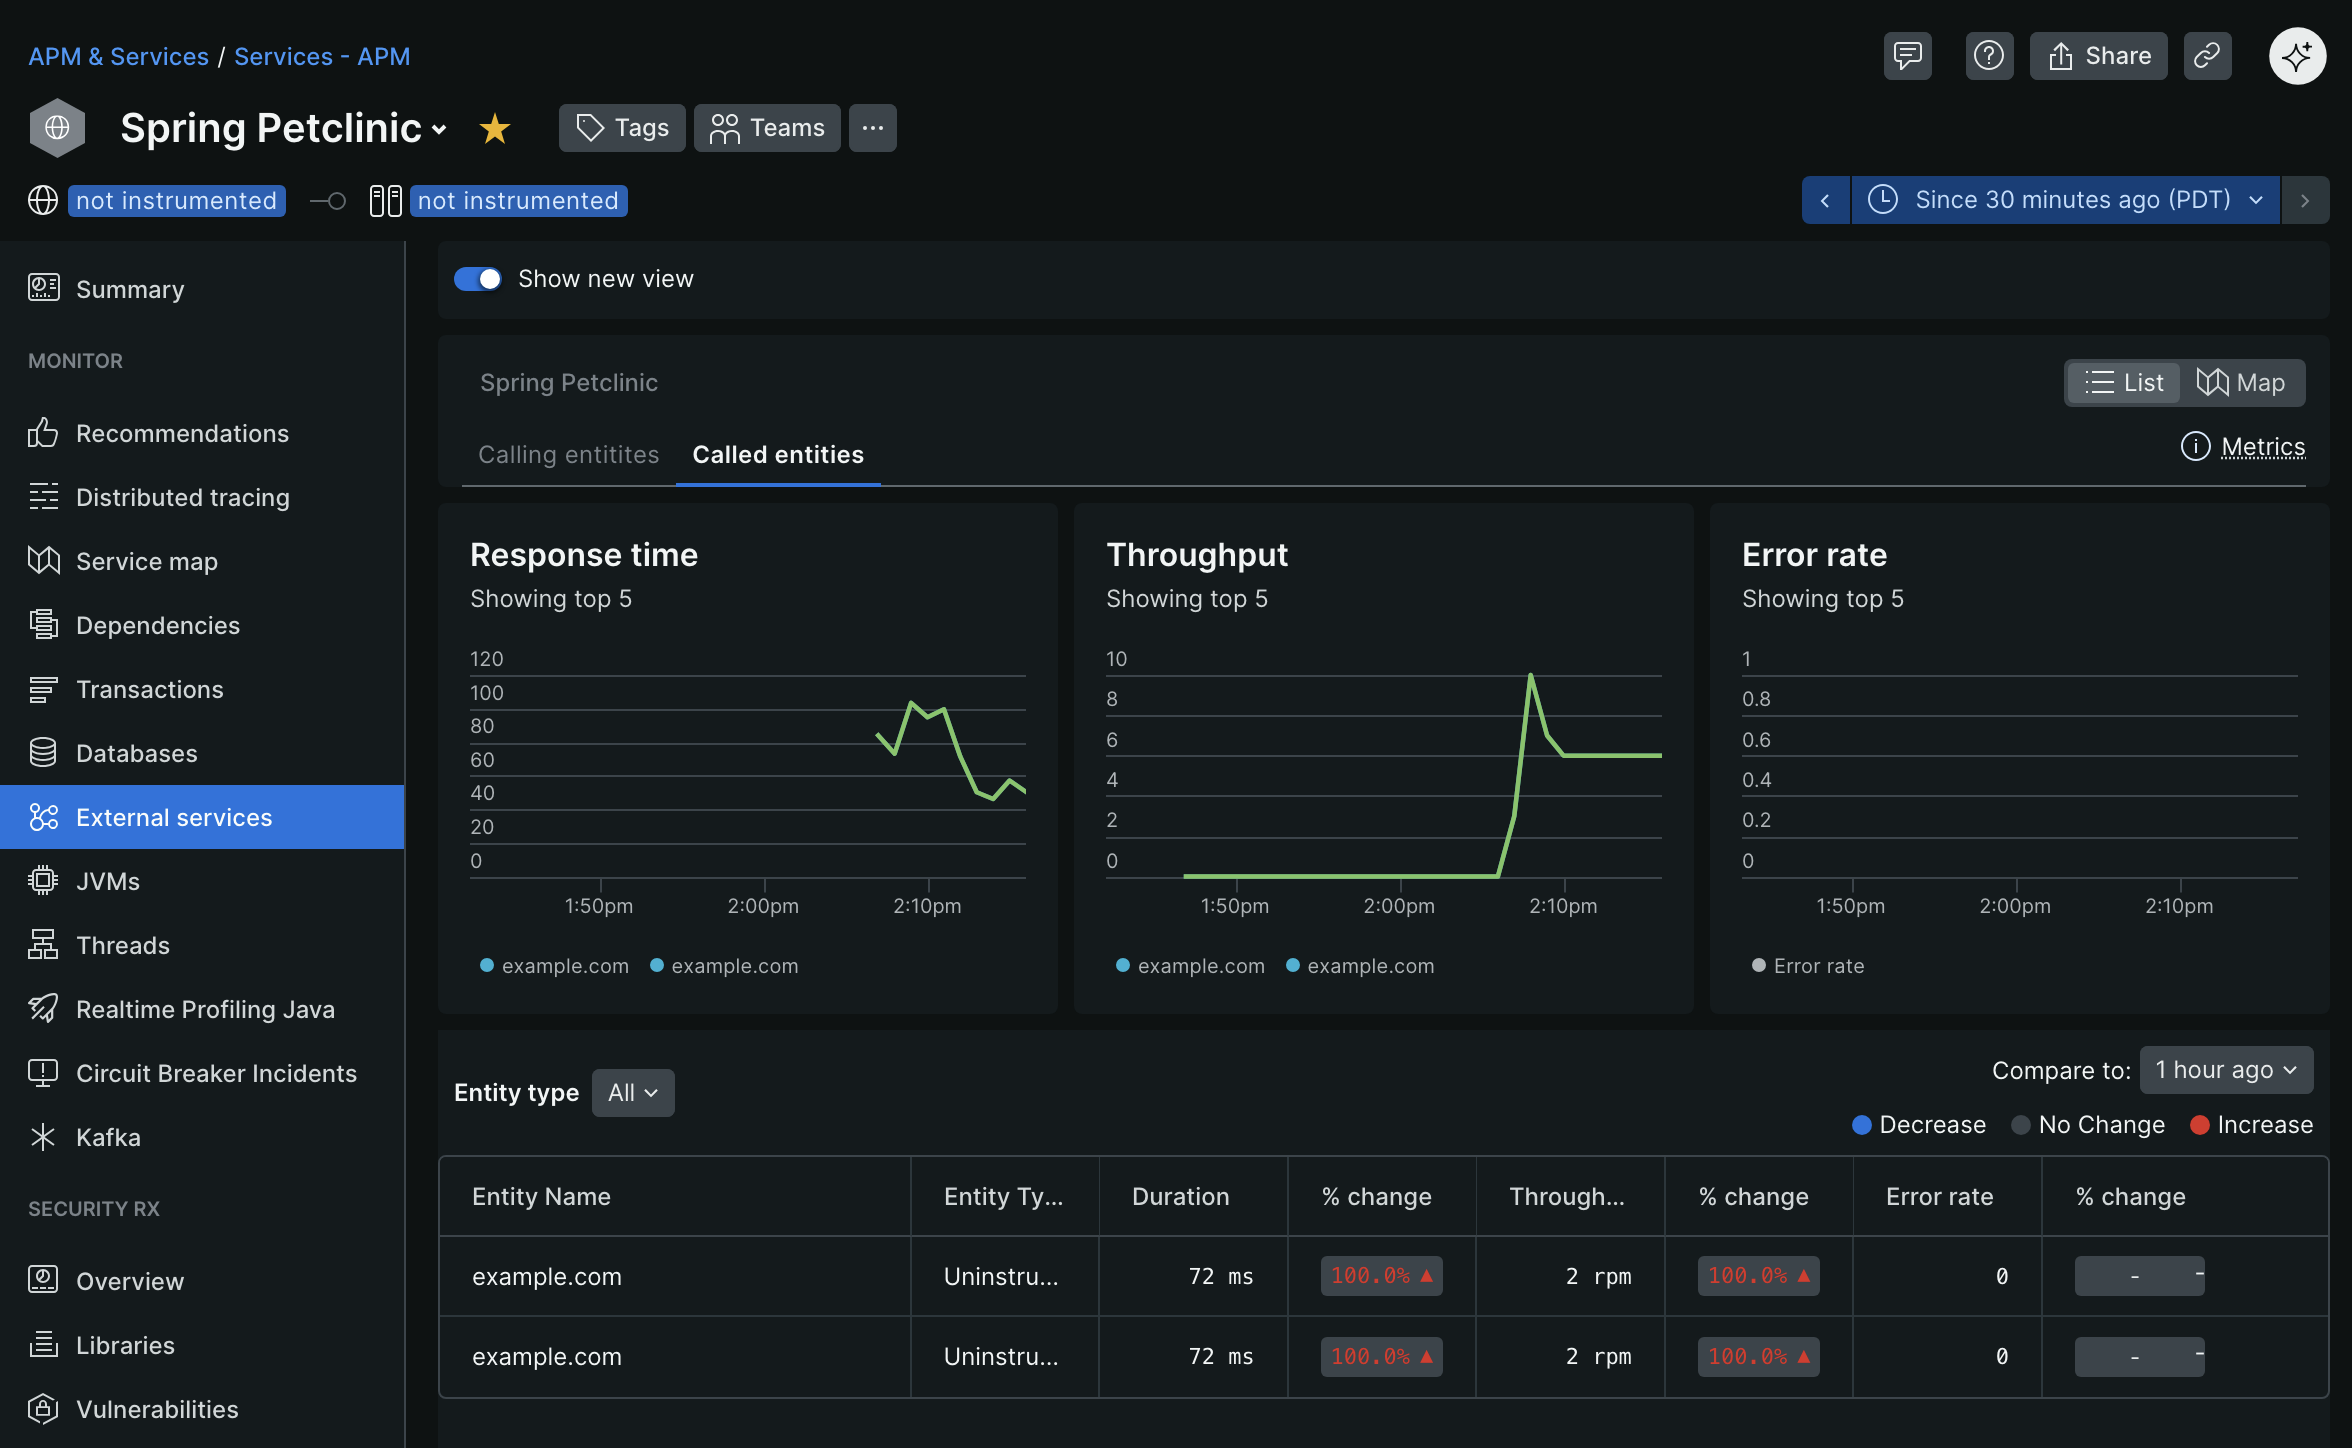 APM & Services / Services - APM
Share
Spring Petclinic
Tags
Teams
...
not instrumented
not instrumented
Since 30 minutes ago (PDT)
Summary
MONITOR
Recommendations
Distributed tracing
Service map
Dependencies
Transactions
Databases
External services
JVMs
Threads
Realtime Profiling Java
Circuit Breaker Incidents
Kafka
SECURITY RX
Overview
Libraries
Vulnerabilities
Show new view
Spring Petclinic
List
Map
Calling entitites
Called entities
Metrics
Response time
Showing top 5
120
100
80
60
40
20
0
1:50pm 2:00pm 2:10pm
example.com example.com
Throughput
Showing top 5
10
8
6
4
2
0
1:50pm 2:00pm 2:10pm
example.com example.com
Error rate
Showing top 5
1
0.8
0.6
0.4
0.2
0
1:50pm 2:00pm 2:10pm
Error rate
Entity type All
Compare to: 1 hour ago
Decrease No Change Increase
Entity Name Entity Ty... Duration % change Through... % change Error rate % change
example.com Uninstru... 72 ms 100.0% ▲ 2 rpm 100.0% ▲ 0 - -
example.com Uninstru... 72 ms 100.0% ▲ 2 rpm 100.0% ▲ 0 - -